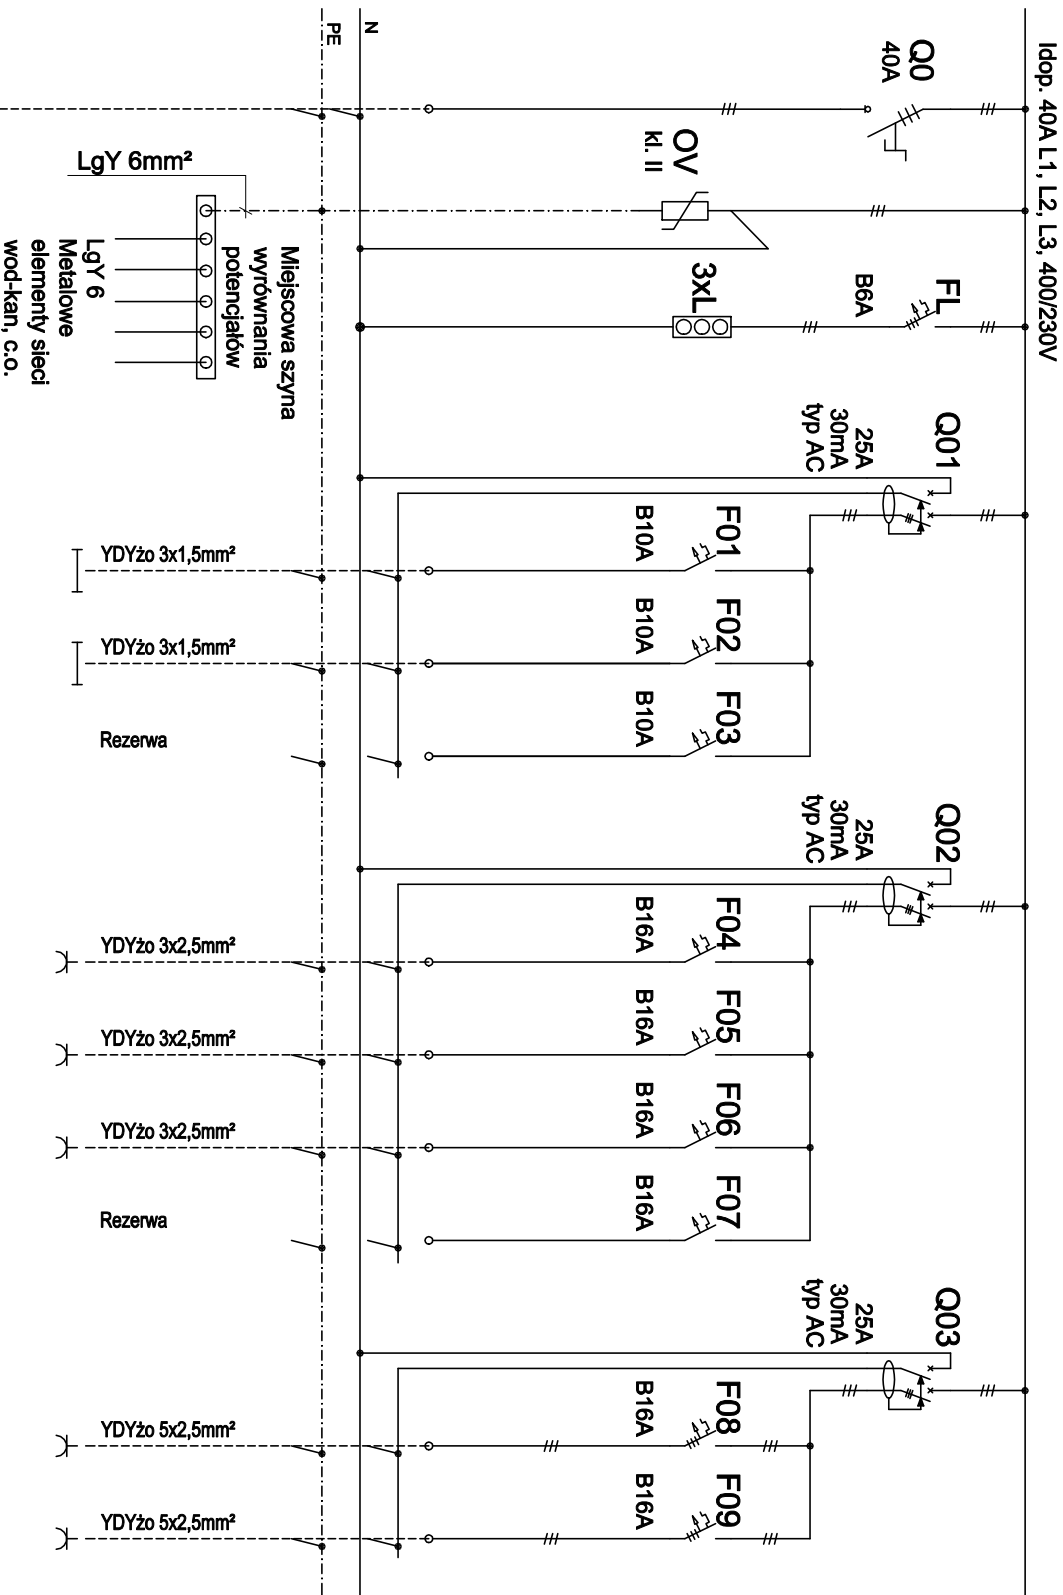 Idop. 40A L1, L2, L3, 400/230V
Q0
40A
OV
kl. II
FL
B6A
3xL
Q01
25A
30mA
typ AC
F01
B10A
F02
B10A
F03
B10A
Q02
25A
30mA
typ AC
F04
B16A
F05
B16A
F06
B16A
F07
B16A
Q03
25A
30mA
typ AC
F08
B16A
F09
B16A
N
PE
LgY 6mm²
Miejscowa szyna
wyrównania
potencjałów
LgY 6
Metalowe
elementy sieci
wod-kan, c.o.
YDYżo 3x1,5mm²
YDYżo 3x1,5mm²
Rezerwa
YDYżo 3x2,5mm²
YDYżo 3x2,5mm²
YDYżo 3x2,5mm²
Rezerwa
YDYżo 5x2,5mm²
YDYżo 5x2,5mm²